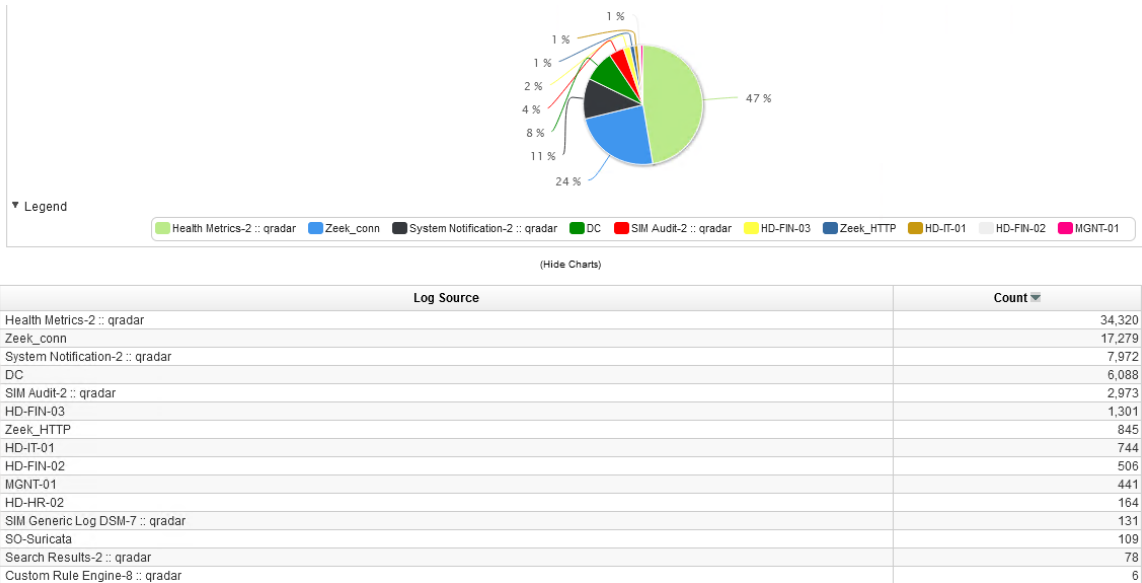 1 %
1 %
1 %
2 %
4 %
8 %
11 %
24 %
47 %
▼ Legend
Health Metrics-2 :: qradar Zeek_conn System Notification-2 :: qradar DC SIM Audit-2 :: qradar HD-FIN-03 Zeek_HTTP HD-IT-01 HD-FIN-02 MGNT-01
(Hide Charts)
Log Source Count
Health Metrics-2 :: qradar 34,320
Zeek_conn 17,279
System Notification-2 :: qradar 7,972
DC 6,088
SIM Audit-2 :: qradar 2,973
HD-FIN-03 1,301
Zeek_HTTP 845
HD-IT-01 744
HD-FIN-02 506
MGNT-01 441
HD-HR-02 164
SIM Generic Log DSM-7 :: qradar 131
SO-Suricata 109
Search Results-2 :: qradar 78
Custom Rule Engine-8 :: qradar 6